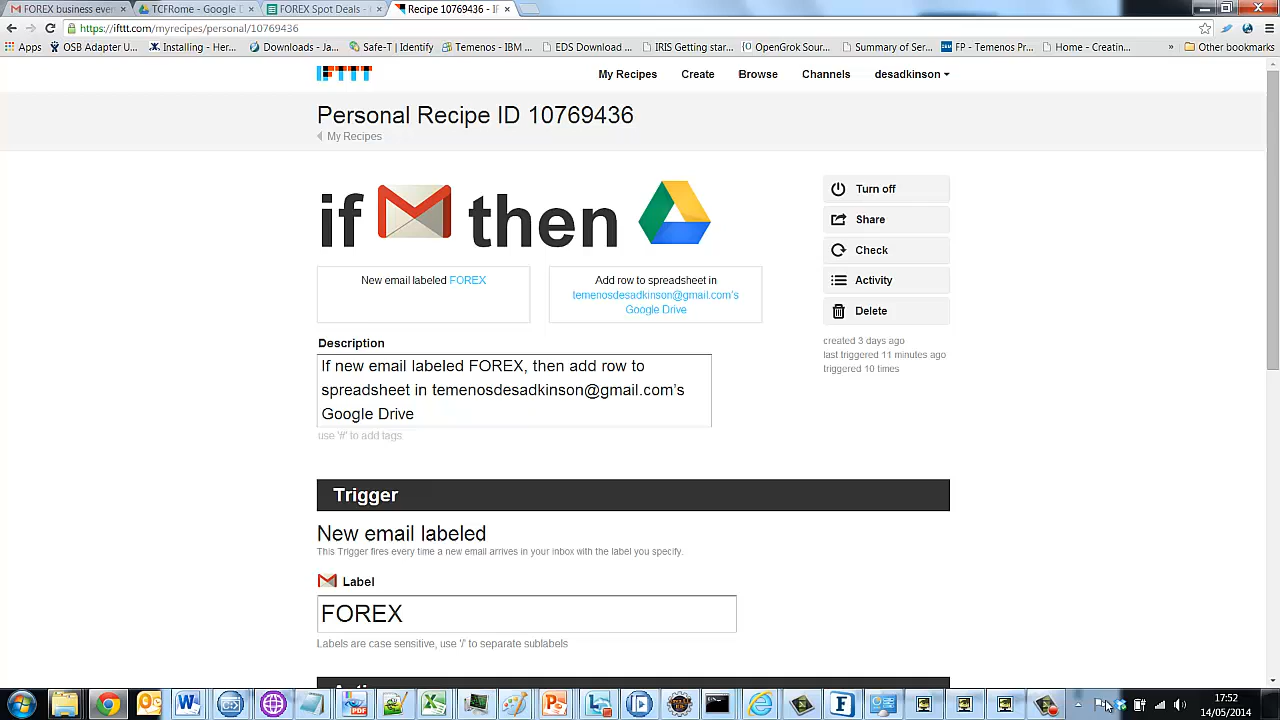 FOREX business ever
TCFRome - Google D
FOREX Spot Deals -
Recipe 10769436 - IF
https://ifttt.com/myrecipes/personal/10769436
Apps
OSB Adapter U...
Installing - Her...
Downloads - Ja...
Safe-T | Identify
Temenos - IBM ...
EDS Download ...
IRIS Getting star...
OpenGrok Sour...
Summary of Ser...
FP - Temenos Pr...
Home - Creatin...
»
Other bookmarks
IFTTT
My Recipes
Create
Browse
Channels
desadkinson
Personal Recipe ID 10769436
My Recipes
if then
New email labeled FOREX
Add row to spreadsheet in
temenosdesadkinson@gmail.com's
Google Drive
Turn off
Share
Check
Activity
Delete
created 3 days ago
last triggered 11 minutes ago
triggered 10 times
Description
If new email labeled FOREX, then add row to
spreadsheet in temenosdesadkinson@gmail.com's
Google Drive
use '#' to add tags
Trigger
New email labeled
This Trigger fires every time a new email arrives in your inbox with the label you specify.
Label
FOREX
Labels are case sensitive, use '/' to separate sublabels
17:52
14/05/2014